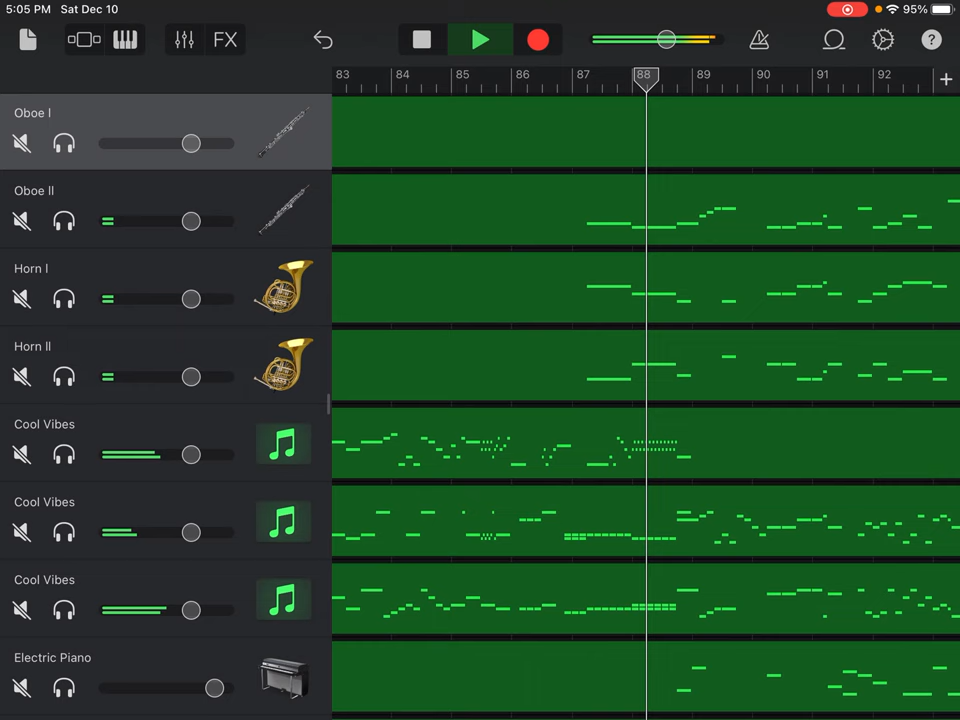 5:05 PM Sat Dec 10
95%
FX
?
83 84 85 86 87 88 89 90 91 92 +
Oboe I
Oboe II
Horn I
Horn II
Cool Vibes
Cool Vibes
Cool Vibes
Electric Piano